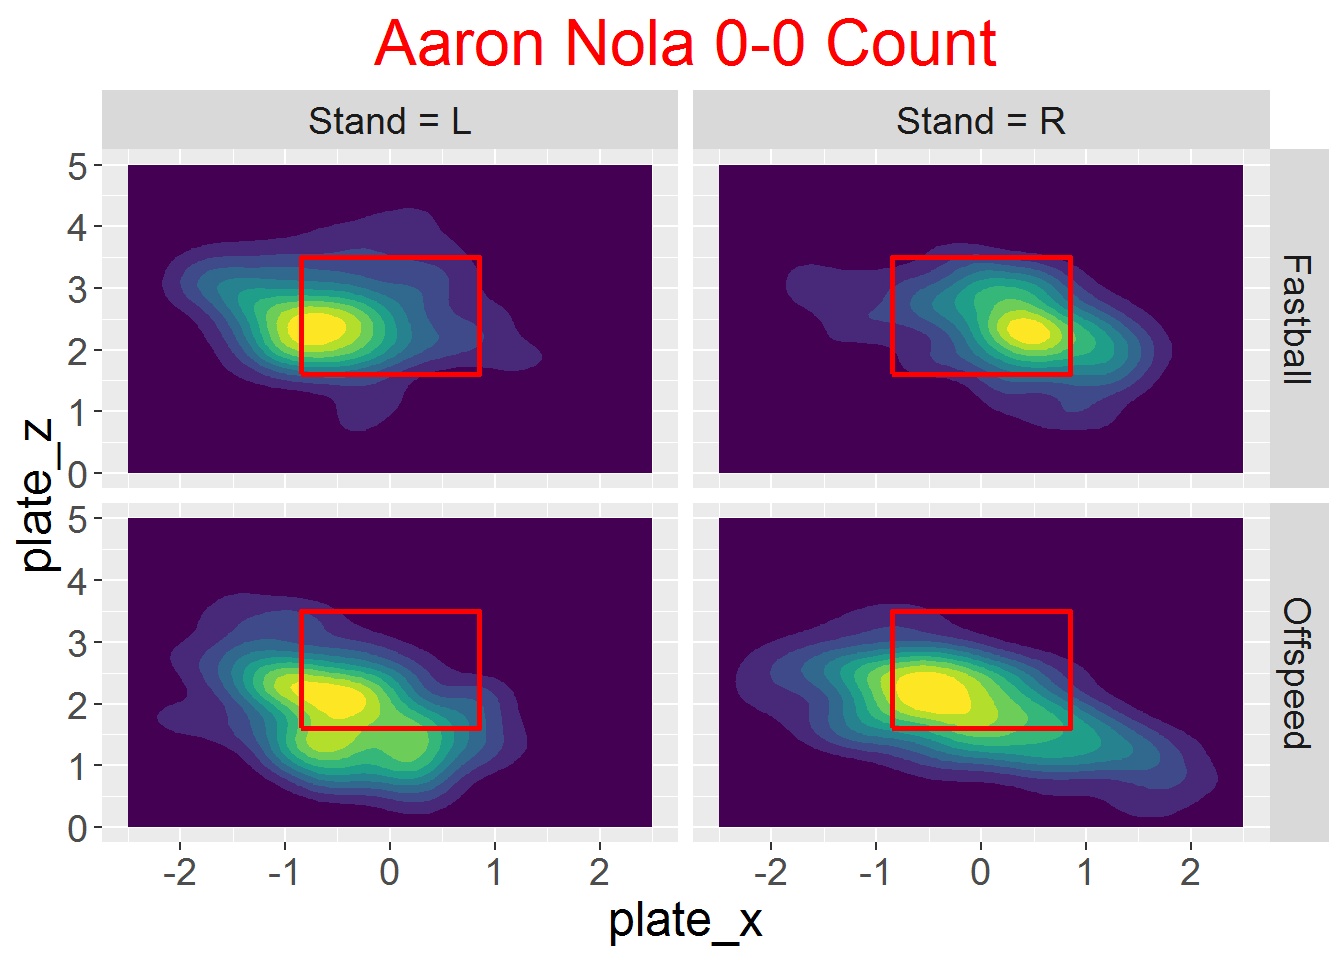 Aaron Nola 0-0 Count
Stand = L
Stand = R
5
4
3
2
1
0
Fastball
plate_z
5
4
3
2
1
0
Offspeed
-2 -1 0 1 2
-2 -1 0 1 2
plate_x